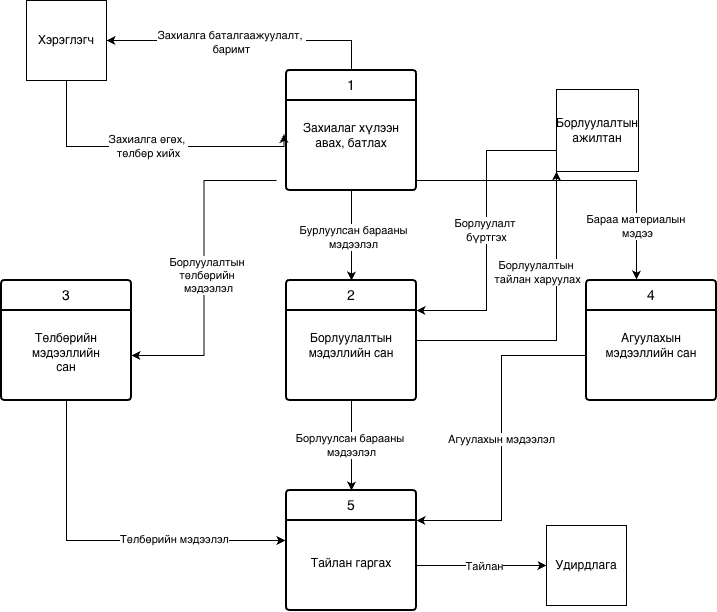 Хэрэглэгч
Захиалга баталгаажуулалт,
баримт
1
Захиалаг хүлээн
авах, батлах
Борлуулалтын
ажилтан
Захиалга өгөх,
төлбөр хийх
Бурлуулсан барааны
мэдээлэл
Борлуулалт
бүртгэх
Бараа материалын
мэдээ
Борлуулалтын
төлбөрийн
мэдээлэл
Борлуулалтын
тайлан харуулах
3
Төлбөрийн
мэдээллийн
сан
2
Борлуулалтын
мэдэллийн сан
4
Агуулахын
мэдээллийн сан
Борлуулсан барааны
мэдээлэл
Агуулахын мэдээлэл
5
Тайлан гаргах
Төлбөрийн мэдээлэл
Тайлан
Удирдлага